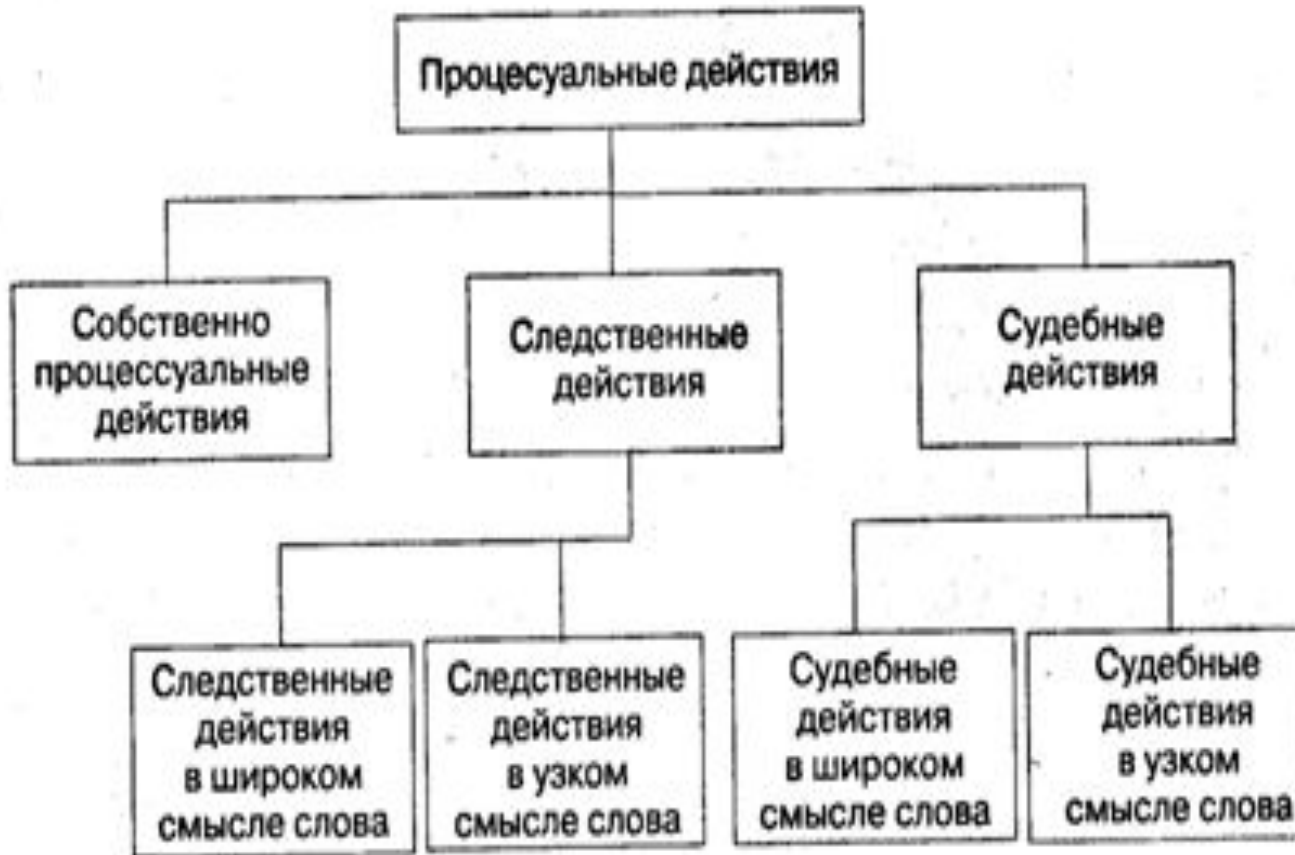 Процесуальные действия
Собственно
процессуальные
действия
Следственные
действия
Судебные
действия
Следственные
действия
в широком
смысле слова
Следственные
действия
в узком
смысле слова
Судебные
действия
в широком
смысле слова
Судебные
действия
в узком
смысле слова